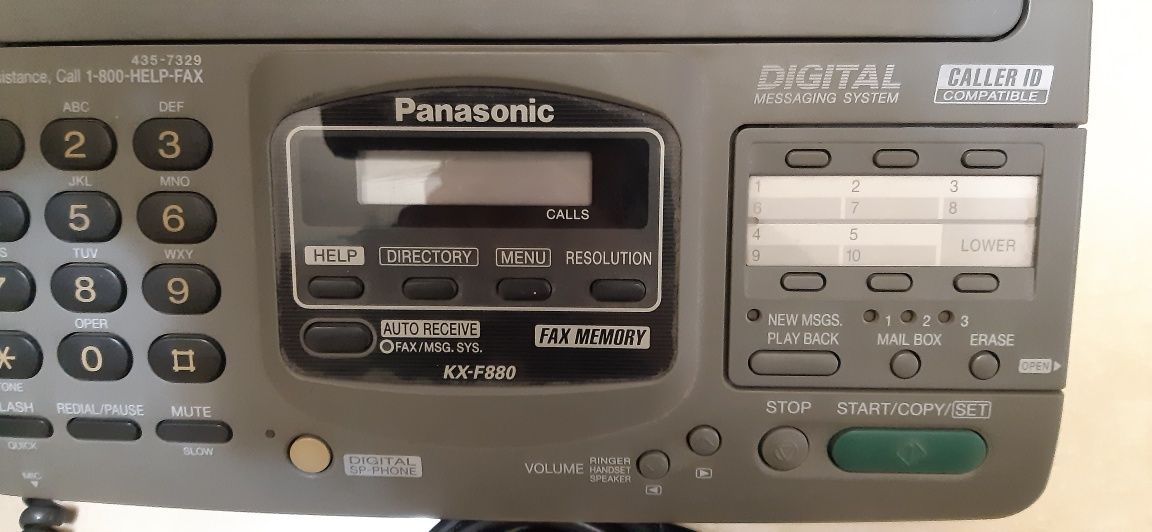 435-7329
sistance, Call 1-800-HELP-FAX
ABC DEF
2 3
JKL MNO
5 6
TUV WXY
7 8 9
OPER
* 0 ¤
TONE
LASH REDIAL/PAUSE MUTE
QUICK SLOW
MIC
DIGITAL
SP-PHONE
Panasonic
CALLS
HELP DIRECTORY MENU RESOLUTION
AUTO RECEIVE
FAX/MSG. SYS.
FAX MEMORY
KX-F880
VOLUME
RINGER
HANDSET
SPEAKER
DIGITAL
MESSAGING SYSTEM
CALLER ID
COMPATIBLE
1 2 3
6 7 8
4 5
9 10
LOWER
NEW MSGS. 1 2 3
PLAY BACK MAIL BOX ERASE
OPEN
STOP START/COPY/SET